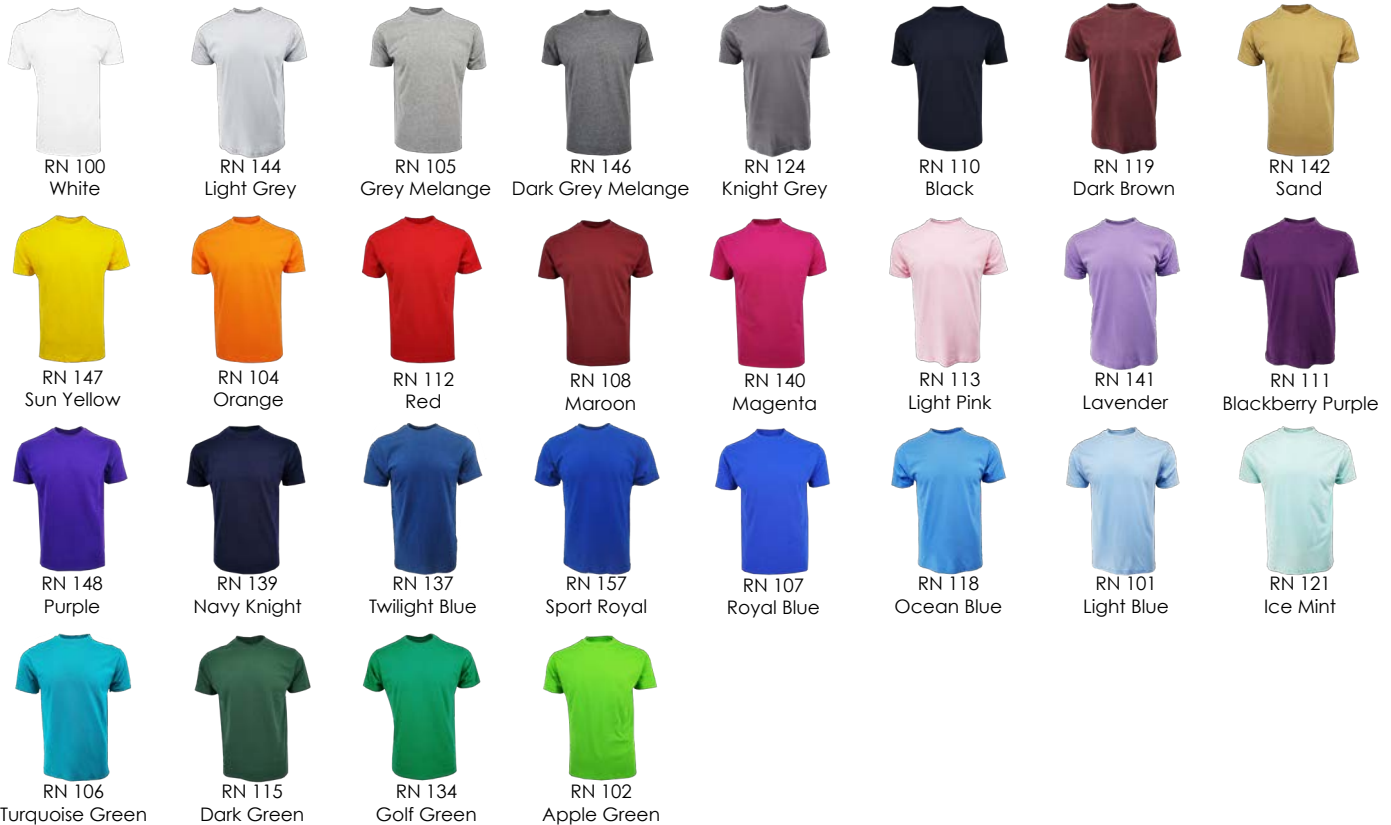 RN 100
White
RN 144
Light Grey
RN 105
Grey Melange
RN 146
Dark Grey Melange
RN 124
Knight Grey
RN 110
Black
RN 119
Dark Brown
RN 142
Sand
RN 147
Sun Yellow
RN 104
Orange
RN 112
Red
RN 108
Maroon
RN 140
Magenta
RN 113
Light Pink
RN 141
Lavender
RN 111
Blackberry Purple
RN 148
Purple
RN 139
Navy Knight
RN 137
Twilight Blue
RN 157
Sport Royal
RN 107
Royal Blue
RN 118
Ocean Blue
RN 101
Light Blue
RN 121
Ice Mint
RN 106
Turquoise Green
RN 115
Dark Green
RN 134
Golf Green
RN 102
Apple Green